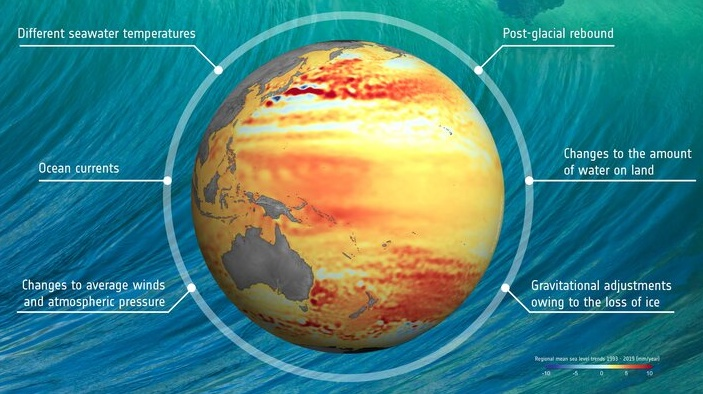 Different seawater temperatures
Post-glacial rebound
Ocean currents
Changes to the amount
of water on land
Changes to average winds
and atmospheric pressure
Gravitational adjustments
owing to the loss of ice
Regional mean sea level trends 1993 - 2019 [mm/year]
-10 -5 0 5 10